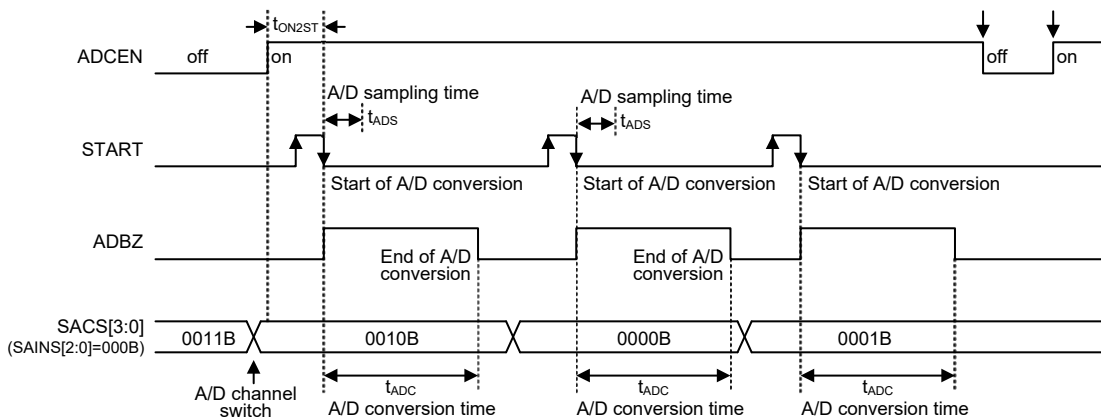 tON2ST
ADCEN
off
on
off
on
A/D sampling time
A/D sampling time
tADS
tADS
START
Start of A/D conversion
Start of A/D conversion
Start of A/D conversion
ADBZ
End of A/D
conversion
End of A/D
conversion
SACS[3:0]
(SAINS[2:0]=000B)
0011B
0010B
0000B
0001B
A/D channel
switch
tADC
A/D conversion time
tADC
A/D conversion time
tADC
A/D conversion time